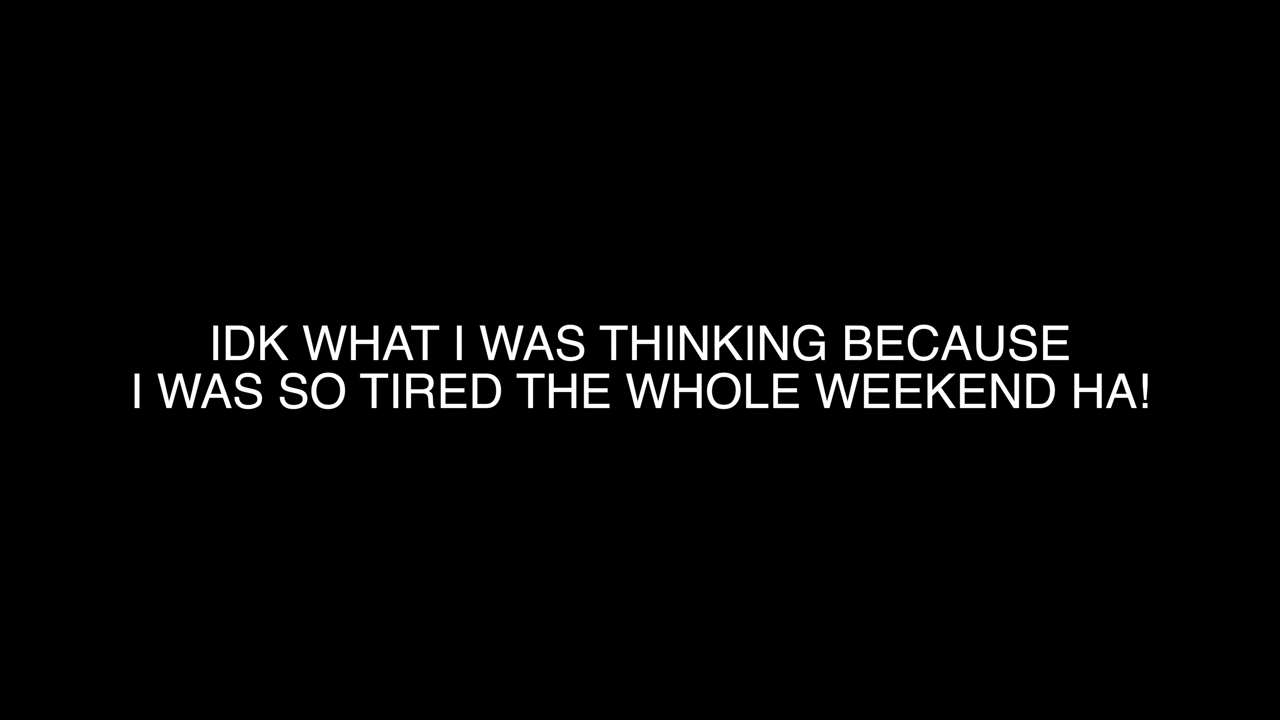 IDK WHAT I WAS THINKING BECAUSE
I WAS SO TIRED THE WHOLE WEEKEND HA!